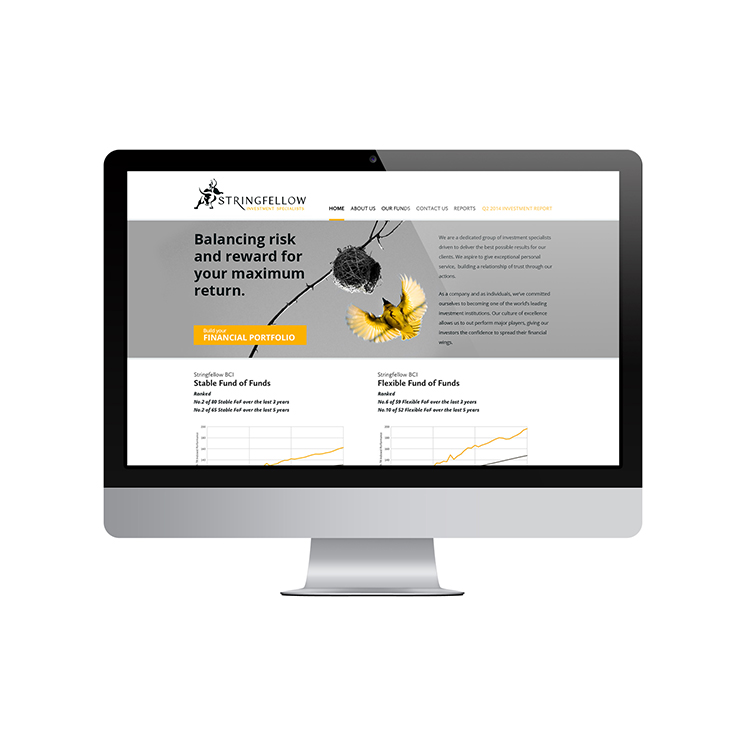 STRINGFELLOW
INVESTMENT SPECIALISTS
HOME ABOUT US OUR FUNDS CONTACT US REPORTS Q2 2014 INVESTMENT REPORT
Balancing risk
and reward for
your maximum
return.
Build your
FINANCIAL PORTFOLIO
We are a dedicated group of investment specialists
driven to deliver the best possible results for our
clients. We aspire to give exceptional personal
service, building a relationship of trust through our
actions.
As a company and as individuals, we've committed
ourselves to becoming one of the world's leading
investment institutions. Our culture of excellence
allows us to out perform major players, giving our
investors the confidence to spread their financial
wings.
Stringfellow BCI
Stable Fund of Funds
Ranked
No.2 of 80 Stable FoF over the last 3 years
No.2 of 65 Stable FoF over the last 5 years
Stringfellow BCI
Flexible Fund of Funds
Ranked
No.6 of 59 Flexible FoF over the last 3 years
No.10 of 52 Flexible FoF over the last 5 years